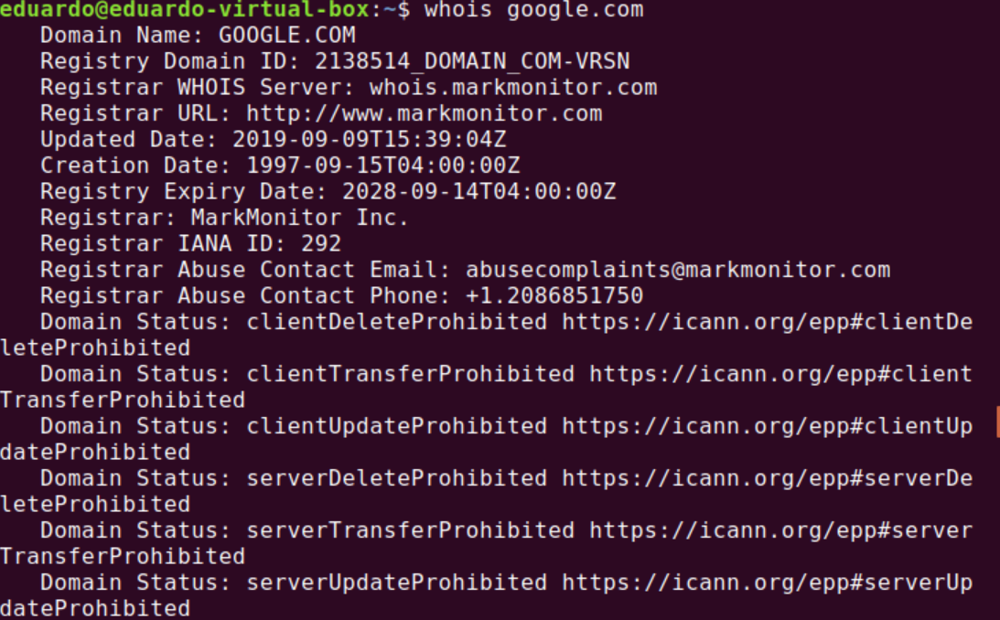 eduardo@eduardo-virtual-box:~$ whois google.com
   Domain Name: GOOGLE.COM
   Registry Domain ID: 2138514_DOMAIN_COM-VRSN
   Registrar WHOIS Server: whois.markmonitor.com
   Registrar URL: http://www.markmonitor.com
   Updated Date: 2019-09-09T15:39:04Z
   Creation Date: 1997-09-15T04:00:00Z
   Registry Expiry Date: 2028-09-14T04:00:00Z
   Registrar: MarkMonitor Inc.
   Registrar IANA ID: 292
   Registrar Abuse Contact Email: abusecomplaints@markmonitor.com
   Registrar Abuse Contact Phone: +1.2086851750
   Domain Status: clientDeleteProhibited https://icann.org/epp#clientDe
leteProhibited
   Domain Status: clientTransferProhibited https://icann.org/epp#client
TransferProhibited
   Domain Status: clientUpdateProhibited https://icann.org/epp#clientUp
dateProhibited
   Domain Status: serverDeleteProhibited https://icann.org/epp#serverDe
leteProhibited
   Domain Status: serverTransferProhibited https://icann.org/epp#server
TransferProhibited
   Domain Status: serverUpdateProhibited https://icann.org/epp#serverUp
dateProhibited